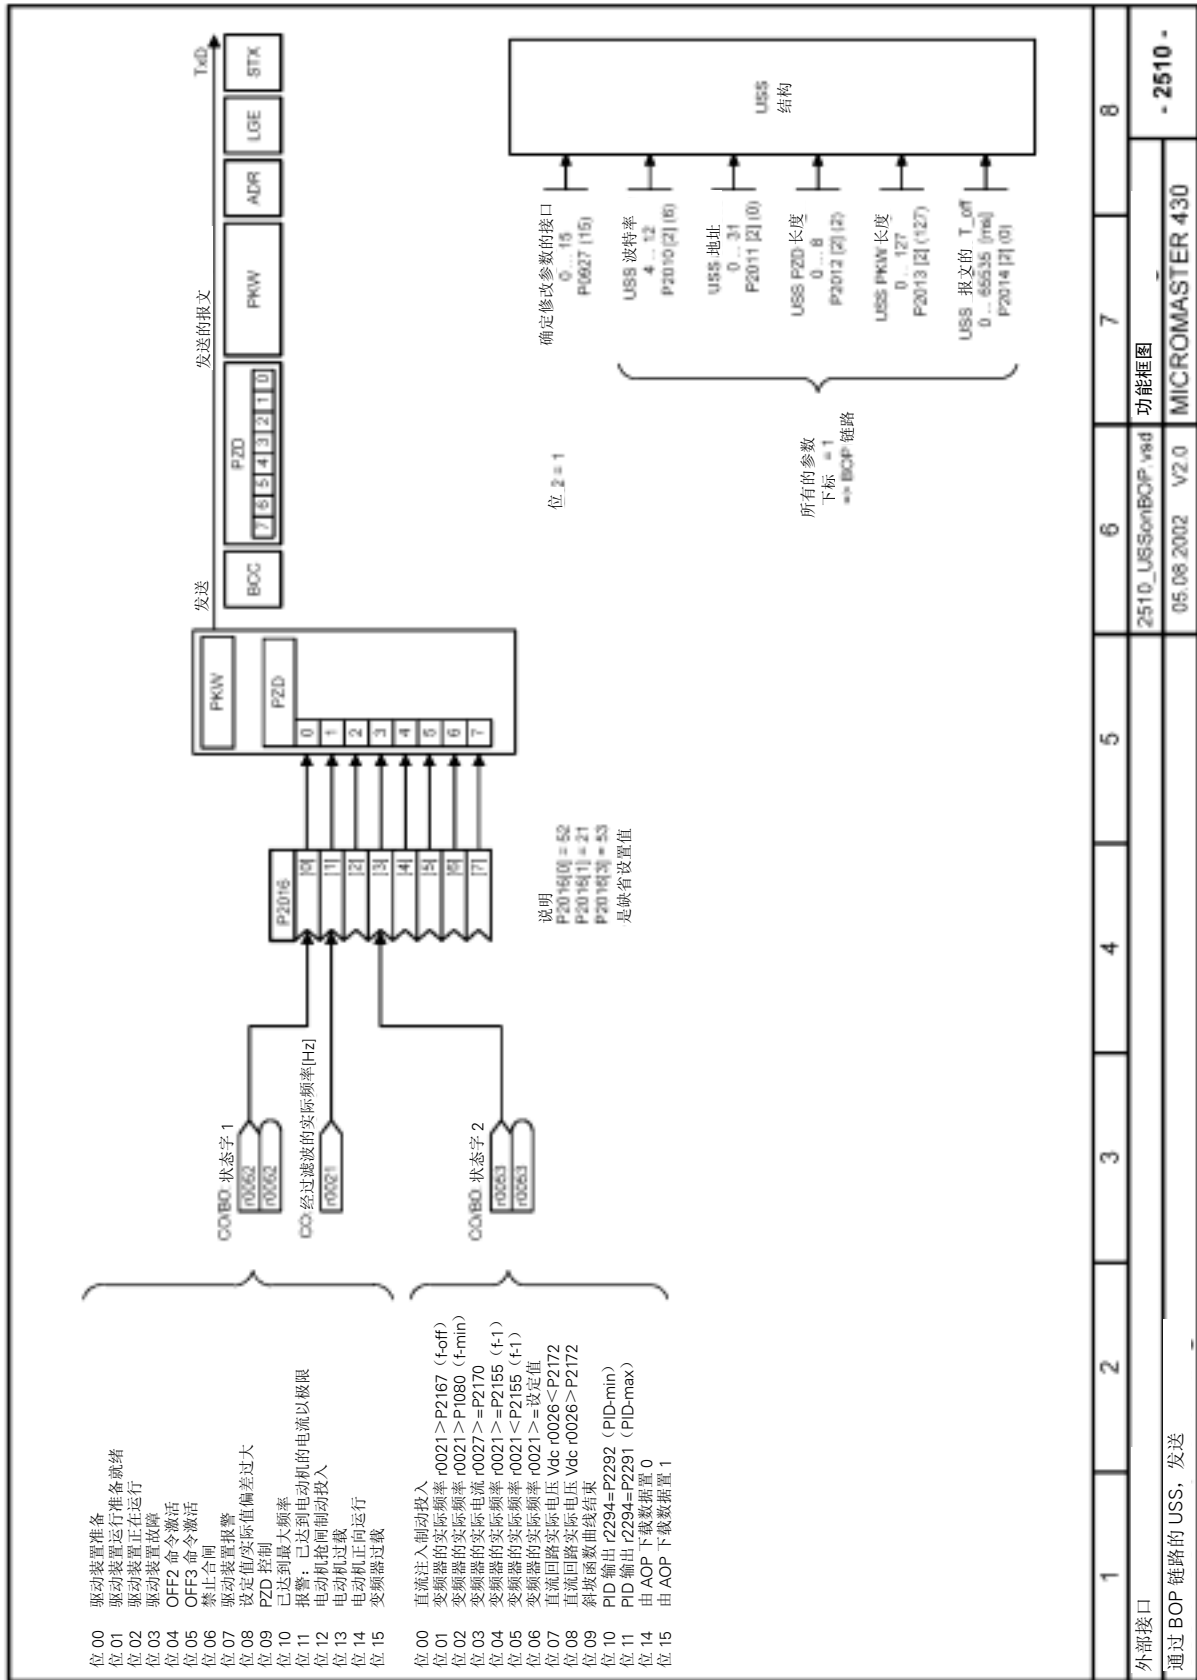 位 00 驱动装置准备
位 01 驱动装置运行准备就绪
位 02 驱动装置正在运行
位 03 驱动装置故障
位 04 OFF2 命令激活
位 05 OFF3 命令激活
位 06 禁止合闸
位 07 驱动装置报警
位 08 设定值/实际值偏差过大
位 09 PZD 控制
位 10 已达到最大频率
位 11 报警：已达到电动机的电流以极限
位 12 电动机抱闸制动投入
位 13 电动机过载
位 14 电动机正向运行
位 15 变频器过载
位 00 直流注入制动投入
位 01 变频器的实际频率 r0021＞P2167（f-off）
位 02 变频器的实际频率 r0021＞P1080（f-min）
位 03 变频器的实际电流 r0027＞=P2170
位 04 变频器的实际频率 r0021＞=P2155（f-1）
位 05 变频器的实际频率 r0021＜P2155（f-1）
位 06 变频器的实际频率 r0021＞=设定值
位 07 直流回路实际电压 Vdc r0026＜P2172
位 08 直流回路实际电压 Vdc r0026＞P2172
位 09 斜坡函数曲线结束
位 10 PID 输出 r2294=P2292（PID-min）
位 11 PID 输出 r2294=P2291（PID-max）
位 14 由 AOP 下载数据置 0
位 15 由 AOP 下载数据置 1
CO/BO: 状态字 1
r0052
r0052
CO:经过滤波的实际频率[Hz]
r0021
CO/BO: 状态字 2
r0053
r0053
P2016
[0]
[1]
[2]
[3]
[4]
[5]
[6]
[7]
说明
P2016[0] = 52
P2016[1] = 21
P2016[3] = 53
是缺省设置值
PKW
PZD
0
1
2
3
4
5
6
7
发送
发送的报文
TxD
BCC
PZD
7 6 5 4 3 2 1 0
PKW
ADR
LGE
STX
位 2 = 1
确定修改参数的接口
0 ... 15
P0927 (15)
USS 波特率
4 ... 12
P2010 [2] (6)
USS 地址
0 ... 31
P2011 [2] (0)
USS PZD 长度
0 ... 8
P2012 [2] (2)
USS PKW 长度
0 ... 127
P2013 [2] (127)
USS 报文的 T_off
0 ... 65535 [ms]
P2014 [2] (0)
所有的参数
下标 = 1
=> BOP 链路
USS
结构
1 2 3 4 5 6 7 8
外部接口
通过 BOP 链路的 USS，发送
2510_USSonBOP.vsd
05.08.2002 V2.0
功能框图
MICROMASTER 430
- 2510 -